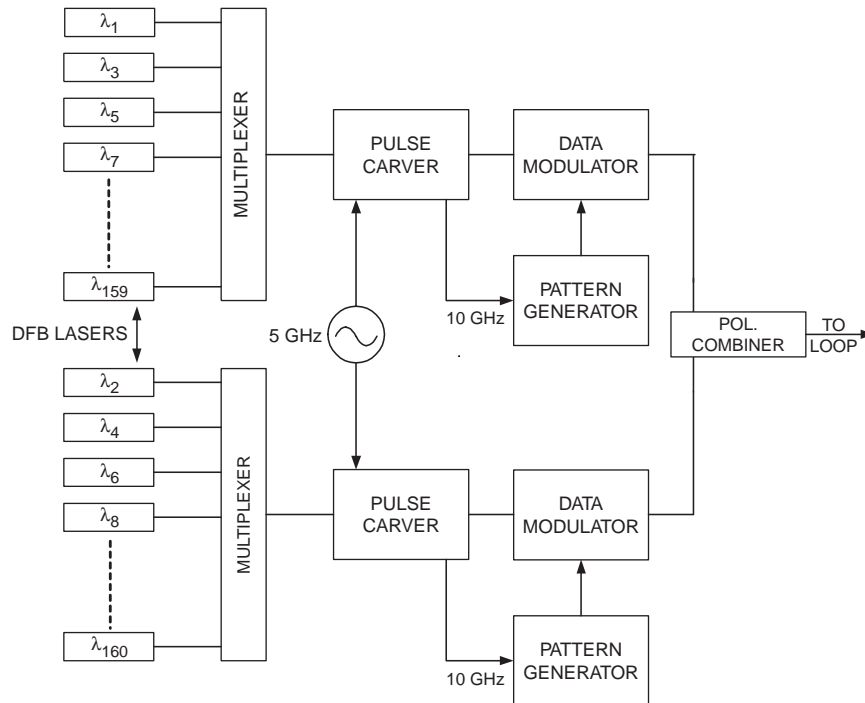 λ1
λ3
λ5
λ7
λ159
MULTIPLEXER
PULSE
CARVER
DATA
MODULATOR
10 GHz
PATTERN
GENERATOR
DFB LASERS
5 GHz
POL.
COMBINER
TO
LOOP
λ2
λ4
λ6
λ8
λ160
MULTIPLEXER
PULSE
CARVER
DATA
MODULATOR
10 GHz
PATTERN
GENERATOR